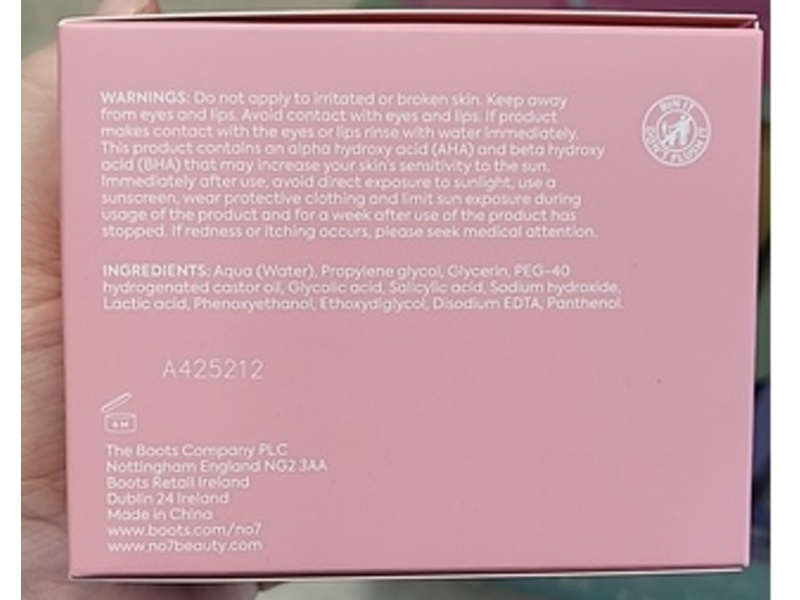 WARNINGS: Do not apply to irritated or broken skin. Keep away
from eyes and lips. Avoid contact with eyes and lips. If product
makes contact with the eyes or lips rinse with water immediately.
This product contains an alpha hydroxy acid (AHA) and beta hydroxy
acid (BHA) that may increase your skin's sensitivity to the sun.
Immediately after use, avoid direct exposure to sunlight, use a
sunscreen, wear protective clothing and limit sun exposure during
usage of the product and for a week after use of the product has
stopped. If redness or itching occurs, please seek medical attention.
BIN IT
DON'T FLUSH IT
INGREDIENTS: Aqua (Water), Propylene glycol, Glycerin, PEG-40
hydrogenated castor oil, Glycolic acid, Salicylic acid, Sodium hydroxide,
Lactic acid, Phenoxyethanol, Ethoxydiglycol, Disodium EDTA, Panthenol.
A425212
6 M
The Boots Company PLC
Nottingham England NG2 3AA
Boots Retail Ireland
Dublin 24 Ireland
Made in China
www.boots.com/no7
www.no7beauty.com